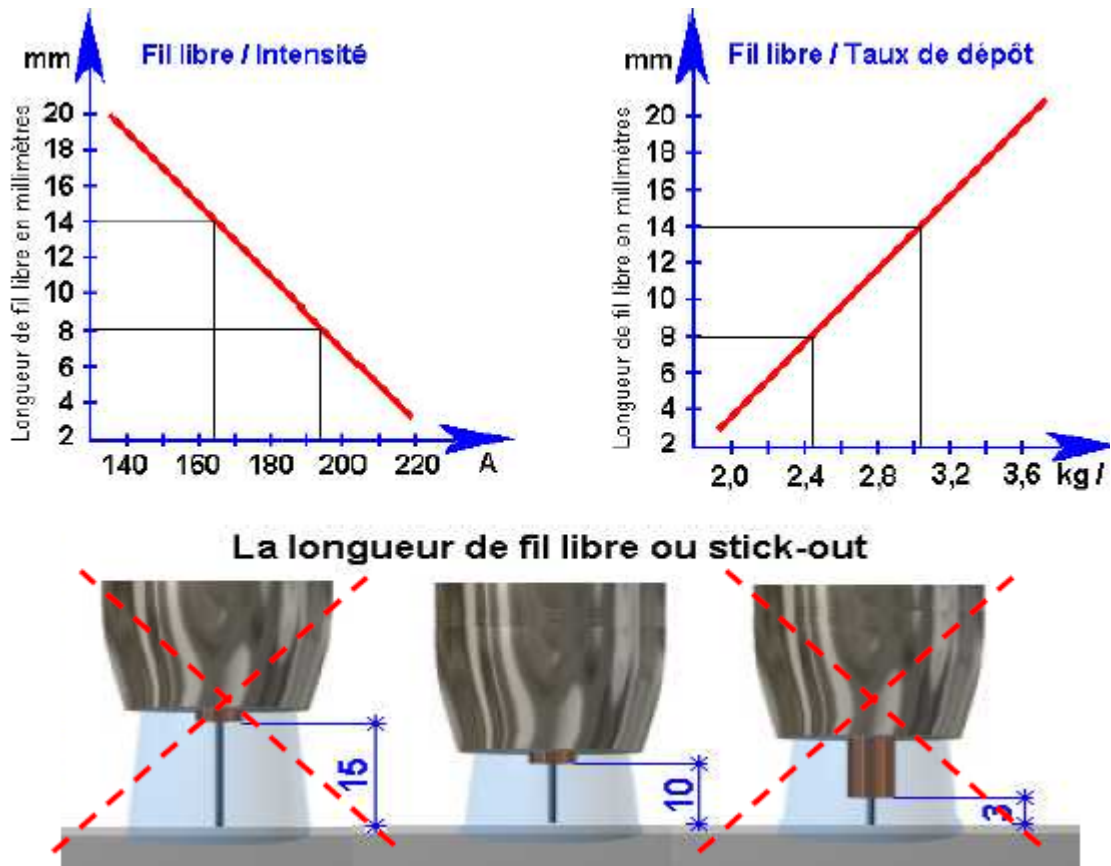 mm
Fil libre / Intensité
Longueur de fil libre en millimètres
20
18
16
14
12
10
8
6
4
2
140 160 180 200 220 A
mm
Fil libre / Taux de dépôt
Longueur de fil libre en millimètres
20
18
16
14
12
10
8
6
4
2
2,0 2,4 2,8 3,2 3,6 kg /
La longueur de fil libre ou stick-out
15
10
3